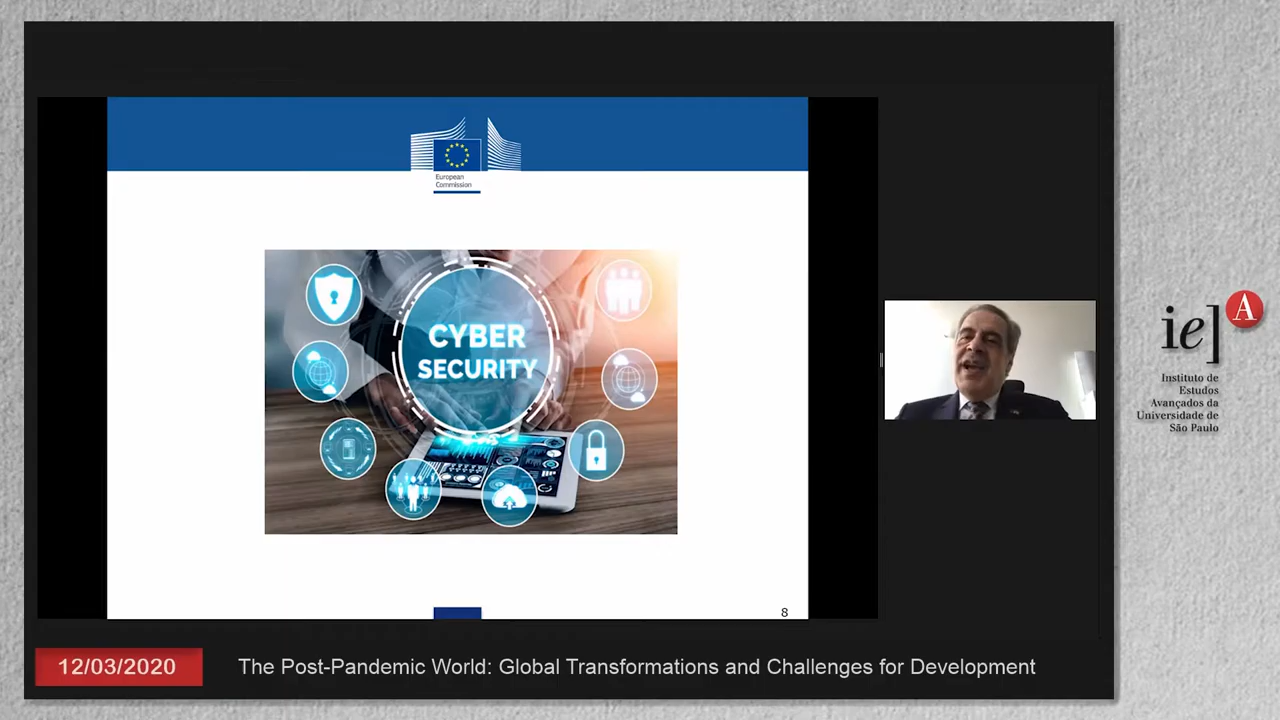 European
Commission
CYBER
SECURITY
8
ie]A
Instituto de
Estudos
Avançados da
Universidade de
São Paulo
12/03/2020
The Post-Pandemic World: Global Transformations and Challenges for Development